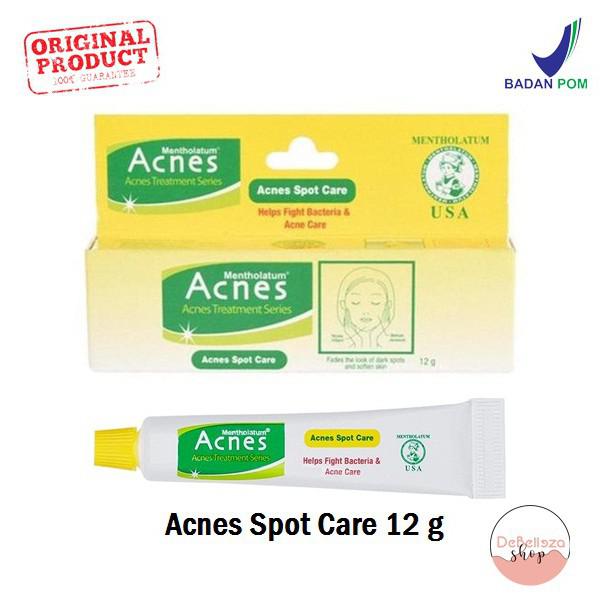 ORIGINAL
PRODUCT
100% GUARANTEE
BADAN POM
Mentholatum®
Acnes
Acnes Treatment Series
Acnes Spot Care
Helps Fight Bacteria &
Acne Care
MENTHOLATUM
USA
Mentholatum®
Acnes
Acnes Treatment Series
Acnes Spot Care
Fades the look of dark spots
and soften skin
12 g
Mentholatum®
Acnes
Acnes Treatment Series
Acnes Spot Care
Helps Fight Bacteria &
Acne Care
MENTHOLATUM
USA
Acnes Spot Care 12 g
DeBelleza
shop